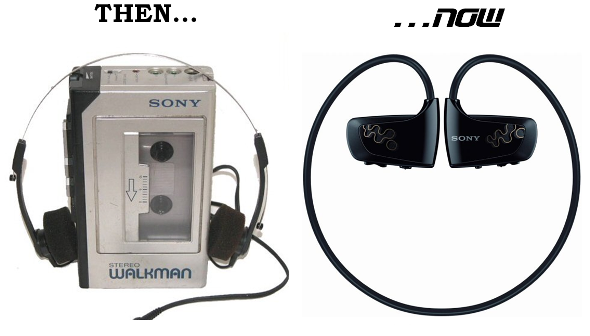 THEN...
...now
SONY
STEREO
WALKMAN
SONY